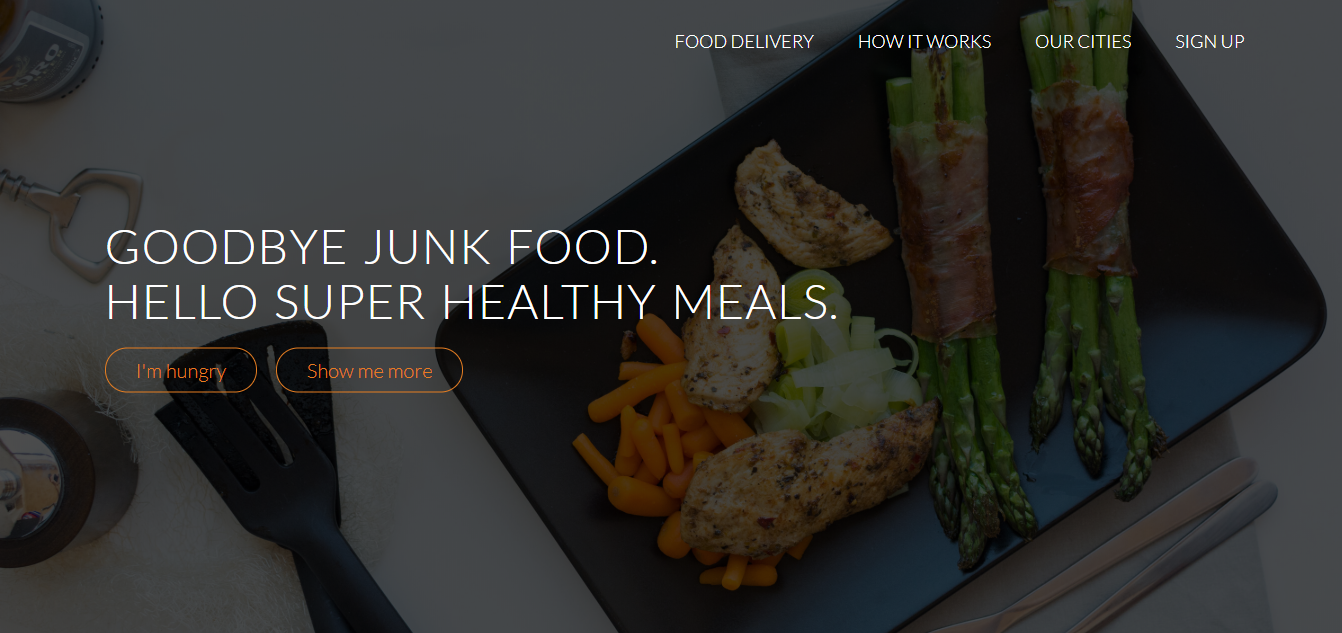 FOOD DELIVERY HOW IT WORKS OUR CITIES SIGN UP
GOODBYE JUNK FOOD.
HELLO SUPER HEALTHY MEALS.
I'm hungry Show me more